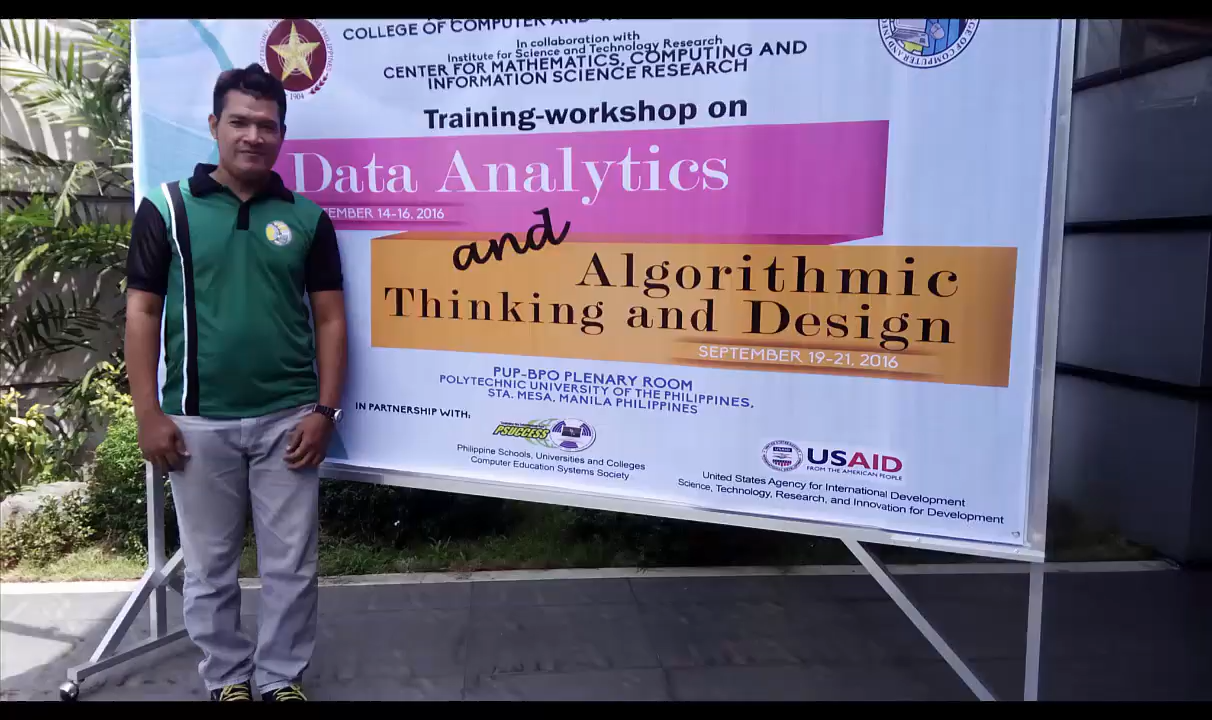 COLLEGE OF COMPUTER AND
In collaboration with
Institute for Science and Technology Research
CENTER FOR MATHEMATICS, COMPUTING AND
INFORMATION SCIENCE RESEARCH
1904
Training-workshop on
Data Analytics
TEMBER 14-16, 2016
and
Algorithmic
Thinking and Design
SEPTEMBER 19-21, 2016
PUP-BPO PLENARY ROOM
POLYTECHNIC UNIVERSITY OF THE PHILIPPINES,
STA. MESA, MANILA PHILIPPINES
IN PARTNERSHIP WITH:
PSUCCESS
Philippine Schools, Universities and Colleges
Computer Education Systems Society
USAID
FROM THE AMERICAN PEOPLE
United States Agency for International Development
Science, Technology, Research, and Innovation for Development